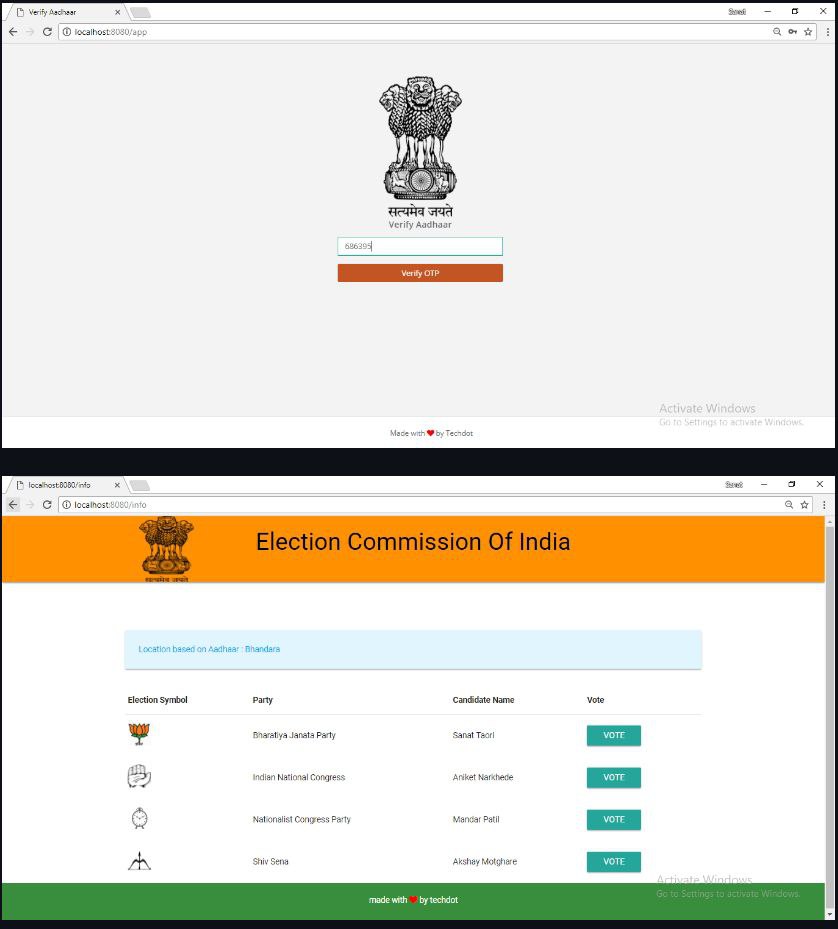 Verify Aadhaar
localhost:8080/app
सत्यमेव जयते
Verify Aadhaar
686395
Verify OTP
Activate Windows
Go to Settings to activate Windows.
Made with ❤ by Techdot
localhost:8080/info
localhost:8080/info
सत्यमेव जयते
Election Commission Of India
Location based on Aadhaar : Bhandara
Election Symbol Party Candidate Name Vote
Bharatiya Janata Party Sanat Taori VOTE
Indian National Congress Aniket Narkhede VOTE
Nationalist Congress Party Mandar Patil VOTE
Shiv Sena Akshay Motghare VOTE
Activate Windows
Go to Settings to activate Windows.
made with ❤ by techdot